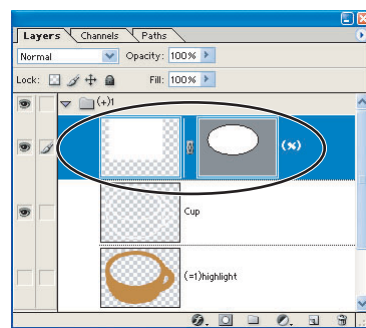 Layers Channels Paths
Normal Opacity: 100%
Lock: Fill: 100%
(+)1
(%)
Cup
(=1)highlight